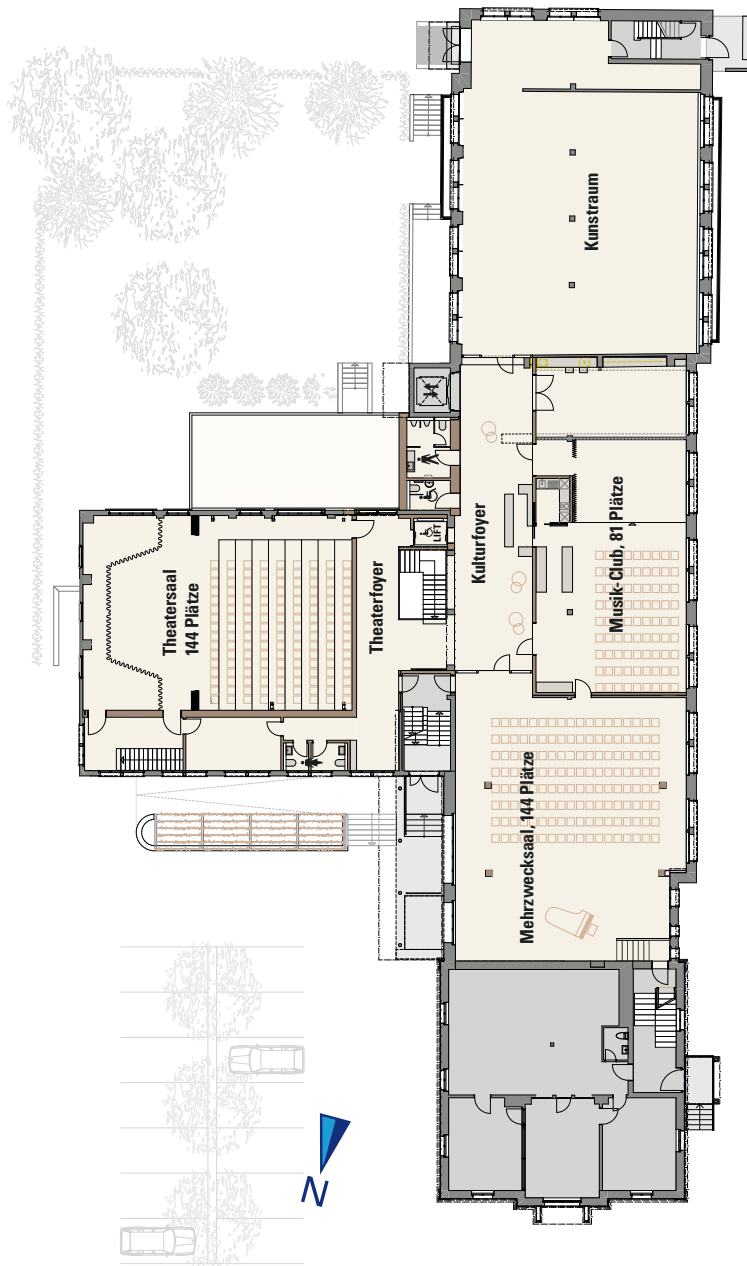 Kunstraum
Kulturfoyer
Musik-Club, 81 Plätze
LIFT
Theatersaal
144 Plätze
Theaterfoyer
Mehrzwecksaal, 144 Plätze
N